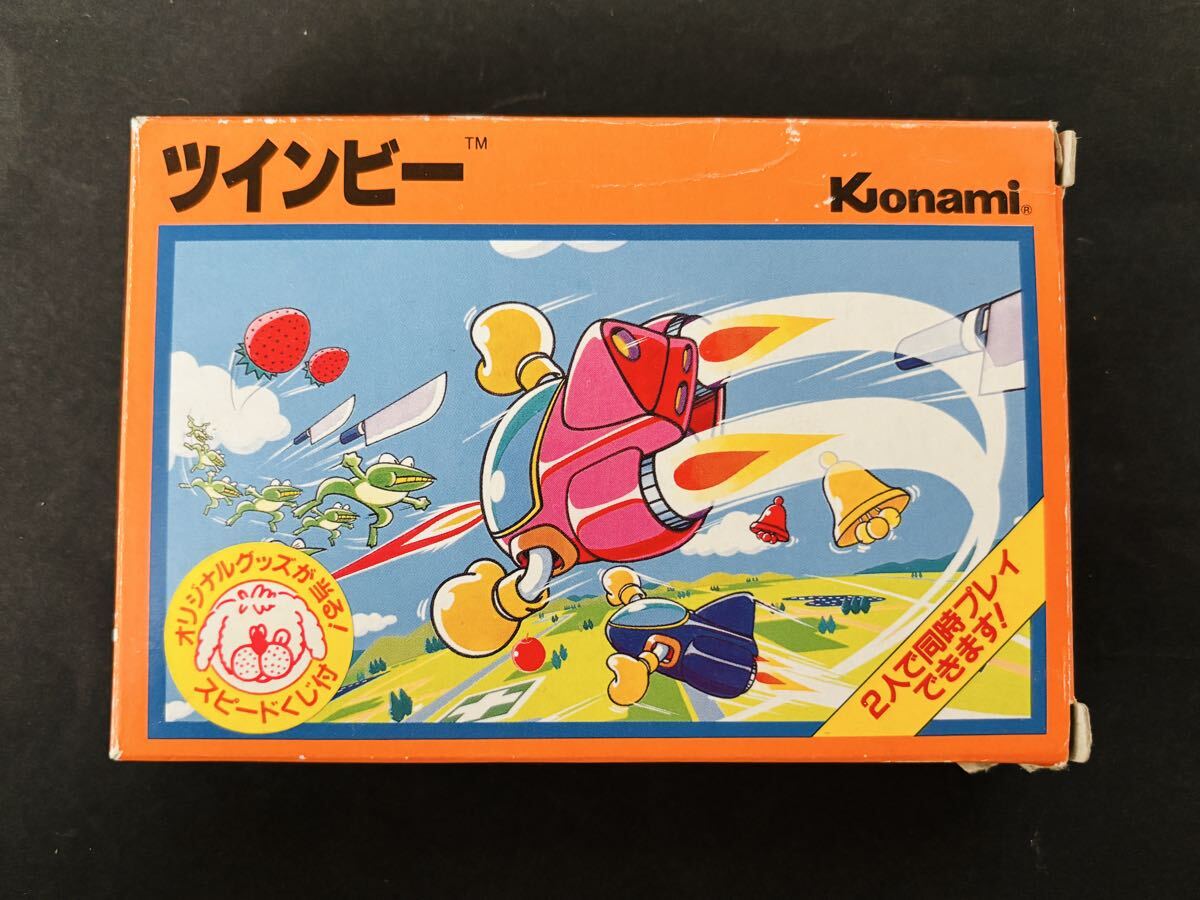 ツインビー™
Konami®
オリジナルグッズが当る!
スピードくじ付
2人で同時プレイ
できます!